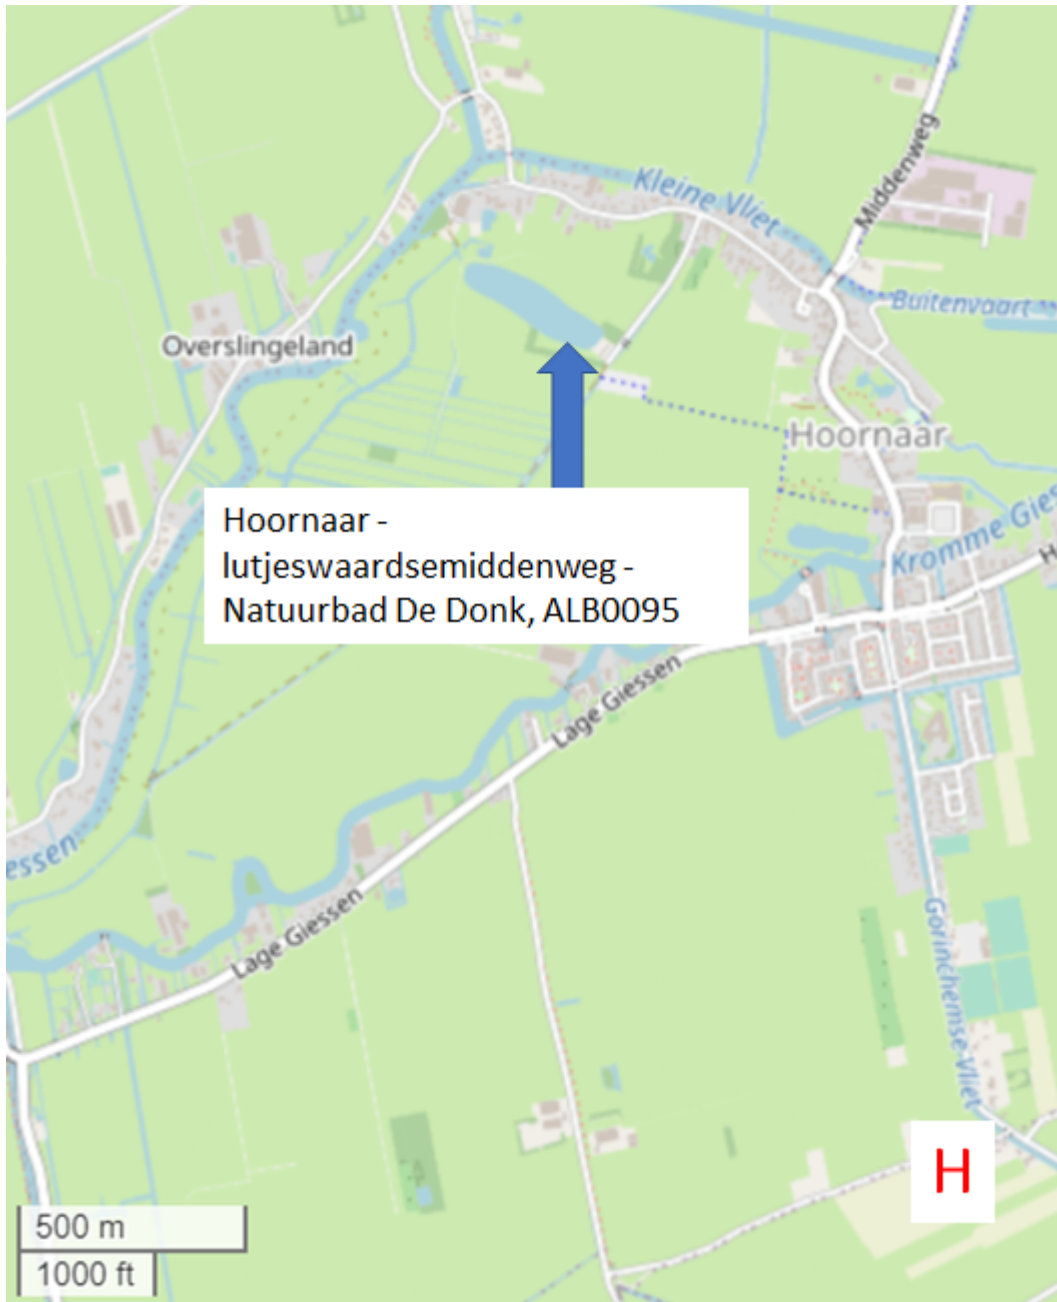 Kleine Vliet
Middenweg
Buitenvaart
Overslingeland
Hoornaar
Hoornaar -
lutjeswaardsemiddenweg -
Natuurbad De Donk, ALB0095
Kromme Gies
H
Lage Giessen
essen
Lage Giessen
Gorinchemse Vliet
H
500 m
1000 ft